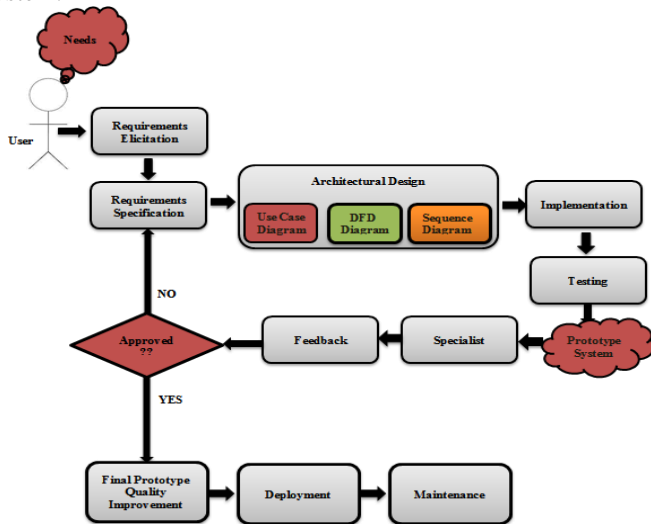 Needs
User
Requirements
Elicitation
Requirements
Specification
Architectural Design
Use Case
Diagram
DFD
Diagram
Sequence
Diagram
Implementation
Testing
Prototype
System
Specialist
Feedback
Approved
??
NO
YES
Final Prototype
Quality
Improvement
Deployment
Maintenance